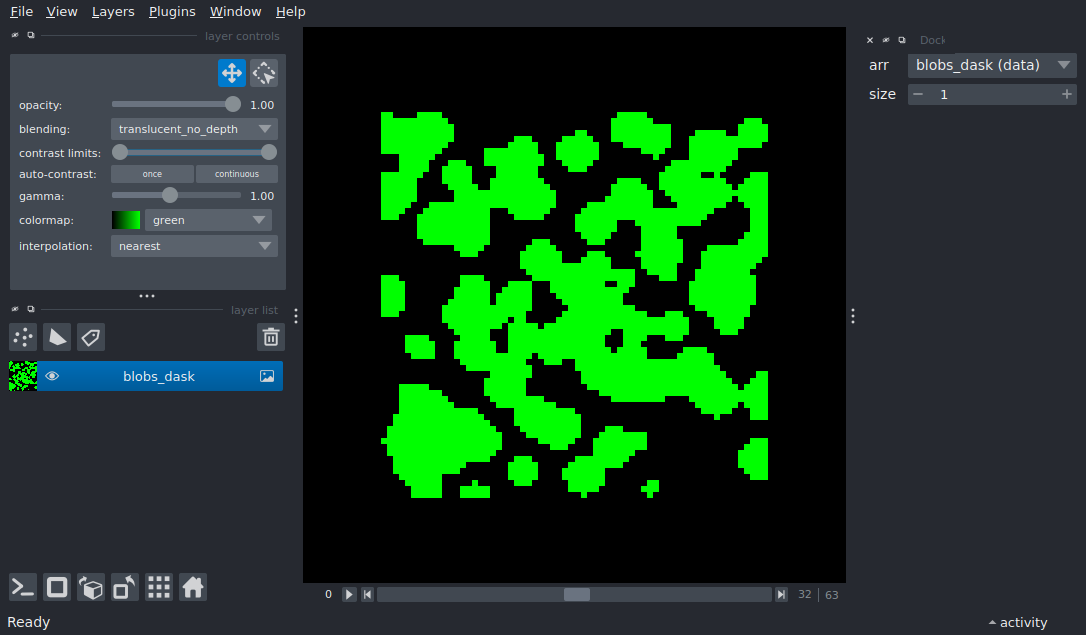 File View Layers Plugins Window Help
layer controls
opacity: 1.00
blending: translucent_no_depth
contrast limits:
auto-contrast: once continuous
gamma: 1.00
colormap: green
interpolation: nearest
layer list
blobs_dask
Dock
arr blobs_dask (data)
size 1
0 32 63
Ready
activity